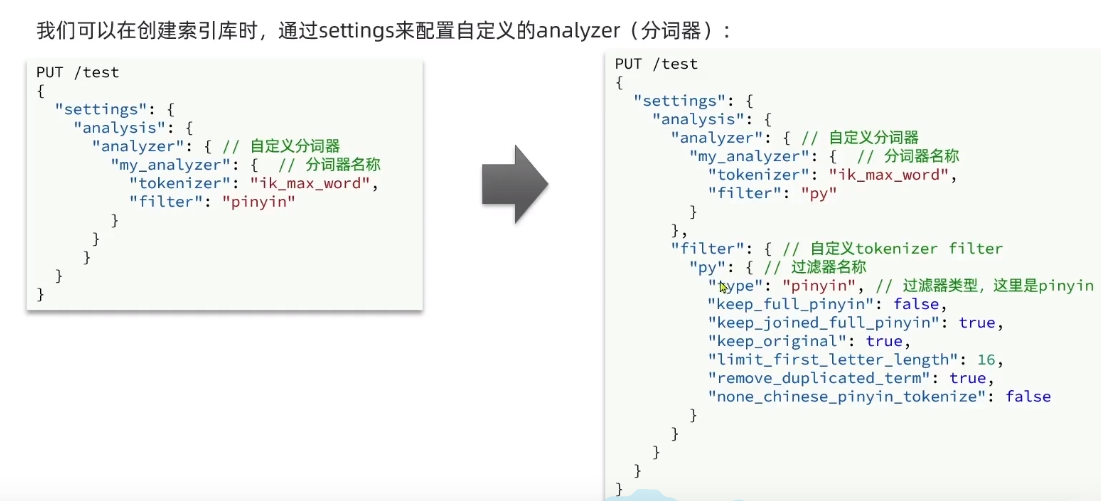 我们可以在创建索引库时，通过settings来配置自定义的analyzer（分词器）：
PUT /test
{
  "settings": {
    "analysis": {
      "analyzer": { // 自定义分词器
        "my_analyzer": {  // 分词器名称
          "tokenizer": "ik_max_word",
          "filter": "pinyin"
        }
      }
    }
  }
}
PUT /test
{
  "settings": {
    "analysis": {
      "analyzer": { // 自定义分词器
        "my_analyzer": {  // 分词器名称
          "tokenizer": "ik_max_word",
          "filter": "py"
        }
      },
      "filter": { // 自定义tokenizer filter
        "py": { // 过滤器名称
          "type": "pinyin", // 过滤器类型，这里是pinyin
          "keep_full_pinyin": false,
          "keep_joined_full_pinyin": true,
          "keep_original": true,
          "limit_first_letter_length": 16,
          "remove_duplicated_term": true,
          "none_chinese_pinyin_tokenize": false
        }
      }
    }
  }
}